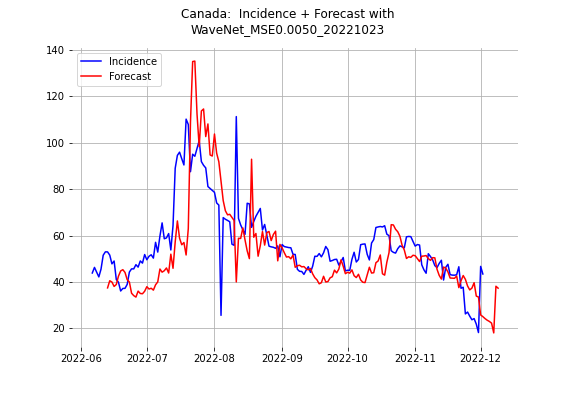 Canada:  Incidence + Forecast with
WaveNet_MSE0.0050_20221023
Incidence
Forecast
140
120
100
80
60
40
20
2022-06 2022-07 2022-08 2022-09 2022-10 2022-11 2022-12